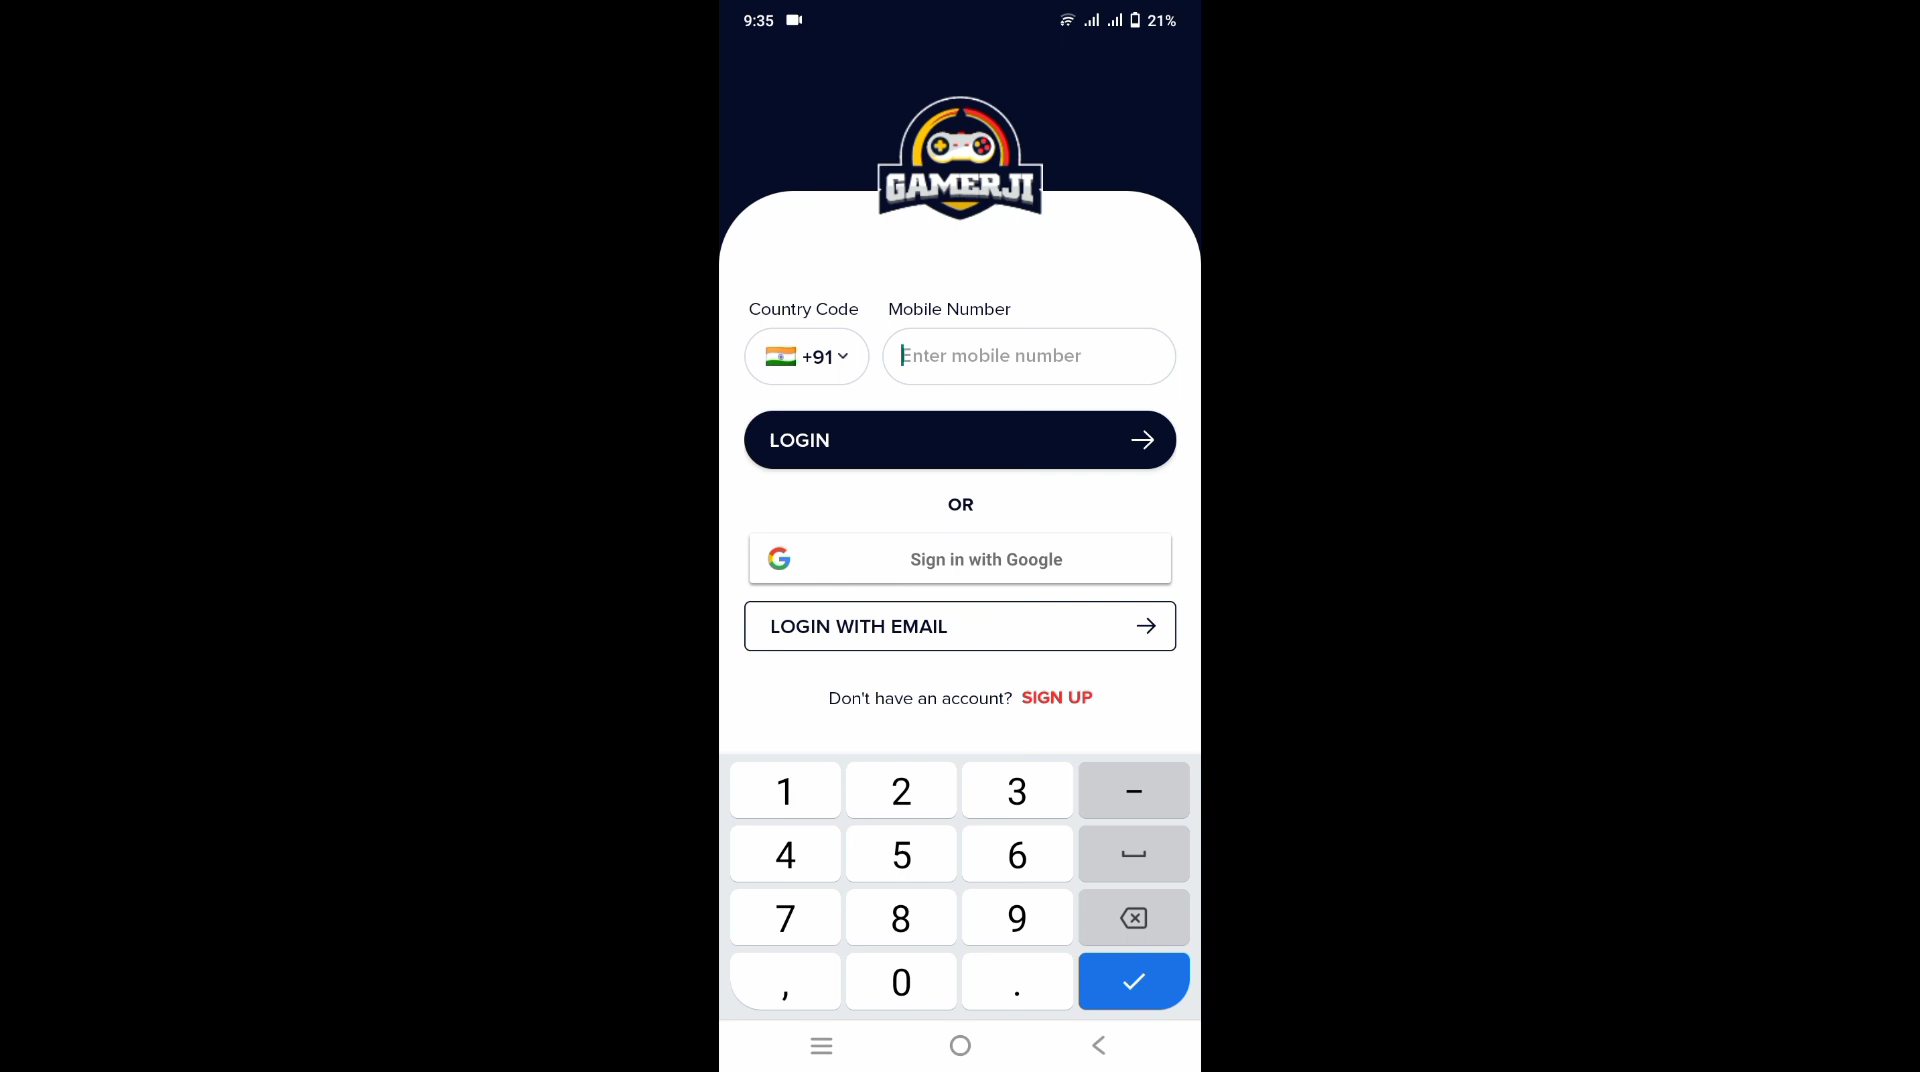 9:35 21%
GAMERJI
Country Code Mobile Number
+91 Enter mobile number
LOGIN
OR
Sign in with Google
LOGIN WITH EMAIL
Don't have an account? SIGN UP
1 2 3 -
4 5 6
7 8 9
, 0 .